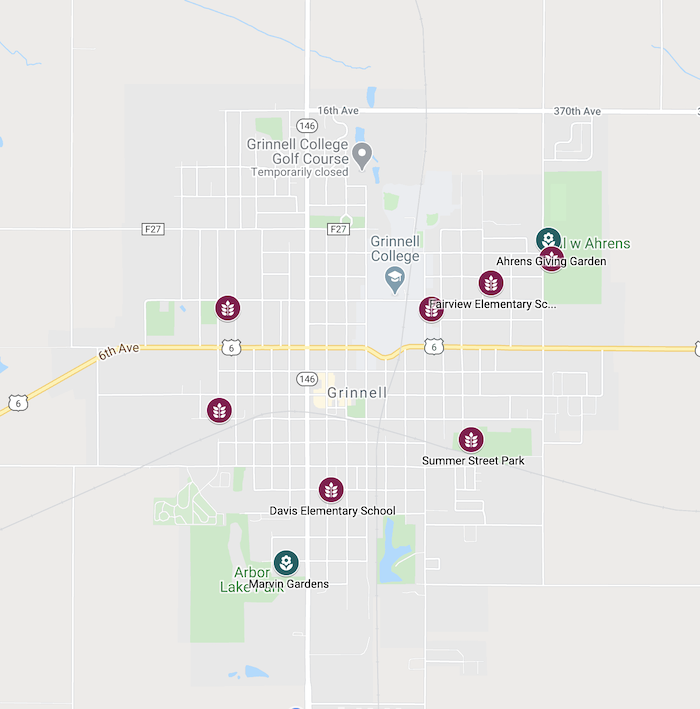 16th Ave
370th Ave
146
Grinnell College
Golf Course
Temporarily closed
F27
F27
Grinnell
College
l w Ahrens
Ahrens Giving Garden
Fairview Elementary Sc...
6th Ave
6
6
6
146
Grinnell
Summer Street Park
Davis Elementary School
Arbor
Lake Park
Marvin Gardens